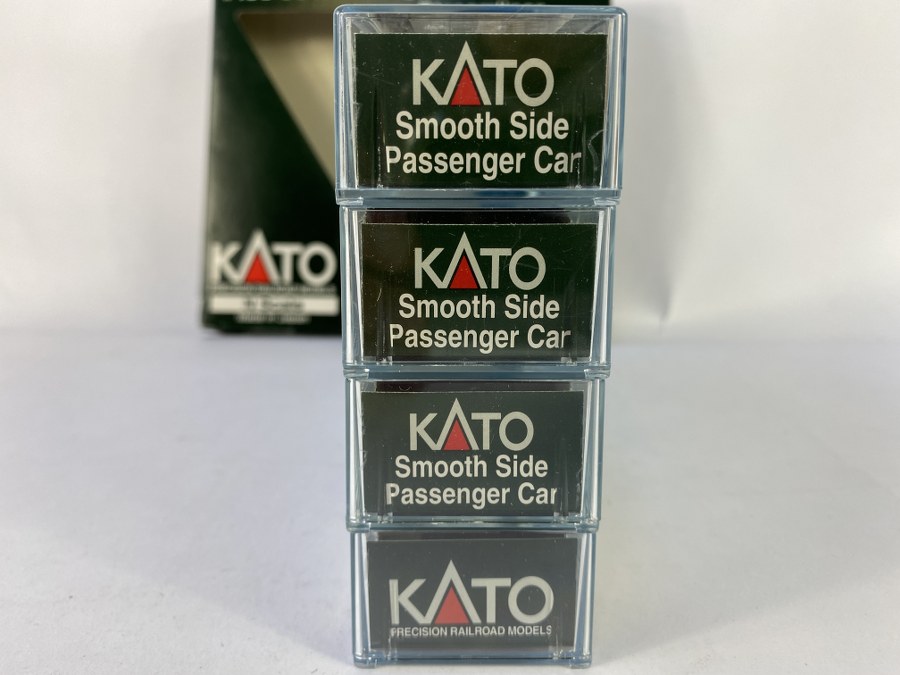 KATO
Smooth Side
Passenger Car
KATO
Smooth Side
Passenger Car
KATO
Smooth Side
Passenger Car
KATO
PRECISION RAILROAD MODELS
KATO